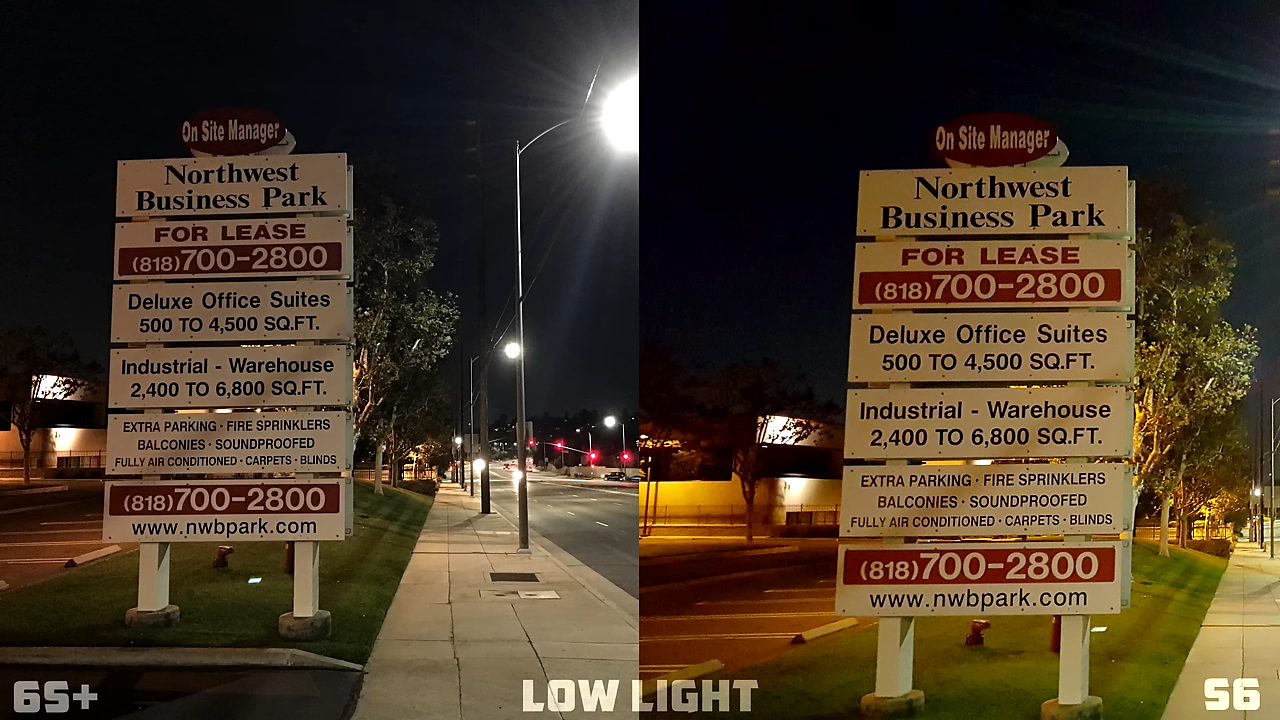 On Site Manager
Northwest
Business Park
FOR LEASE
(818)700-2800
Deluxe Office Suites
500 TO 4,500 SQ.FT.
Industrial - Warehouse
2,400 TO 6,800 SQ.FT.
EXTRA PARKING · FIRE SPRINKLERS
BALCONIES · SOUNDPROOFED
FULLY AIR CONDITIONED · CARPETS · BLINDS
(818)700-2800
www.nwbpark.com
On Site Manager
Northwest
Business Park
FOR LEASE
(818)700-2800
Deluxe Office Suites
500 TO 4,500 SQ.FT.
Industrial - Warehouse
2,400 TO 6,800 SQ.FT.
EXTRA PARKING · FIRE SPRINKLERS
BALCONIES · SOUNDPROOFED
FULLY AIR CONDITIONED · CARPETS · BLINDS
(818)700-2800
www.nwbpark.com
6S+
LOW LIGHT
S6